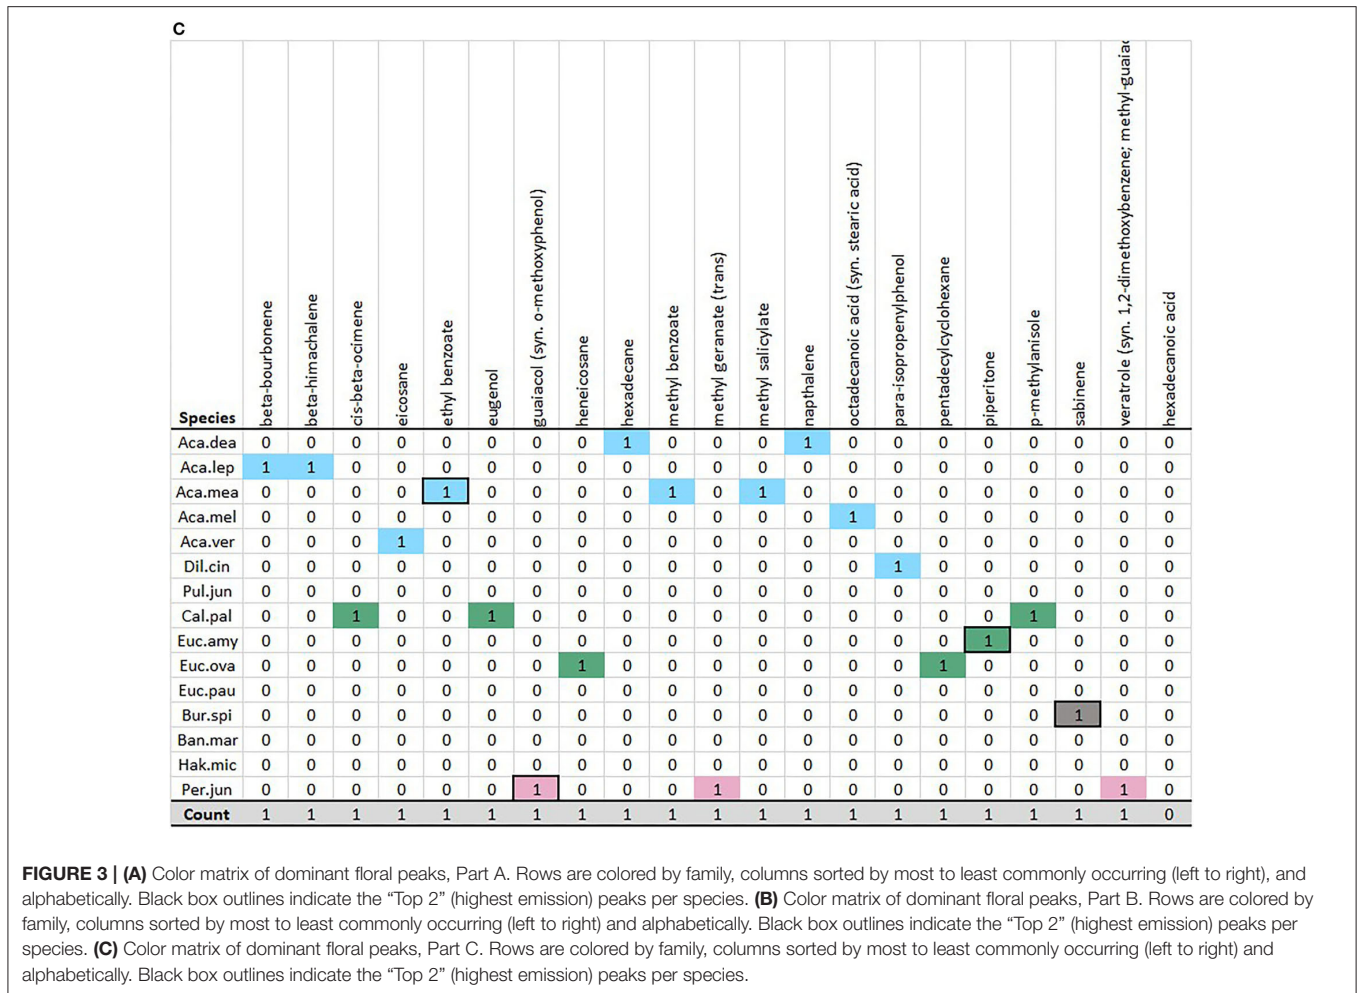 C
Species beta-bourbonene beta-himachalene cis-beta-ocimene eicosane ethyl benzoate eugenol guaiacol (syn. o-methoxyphenol) heneicosane hexadecane methyl benzoate methyl geranate (trans) methyl salicylate napthalene octadecanoic acid (syn. stearic acid) para-isopropenylphenol pentadecylcyclohexane piperitone p-methylanisole sabinene veratrole (syn. 1,2-dimethoxybenzene; methyl-guaiac hexadecanoic acid
Aca.dea 0 0 0 0 0 0 0 0 1 0 0 0 1 0 0 0 0 0 0 0 0
Aca.lep 1 1 0 0 0 0 0 0 0 0 0 0 0 0 0 0 0 0 0 0 0
Aca.mea 0 0 0 0 1 0 0 0 0 1 0 1 0 0 0 0 0 0 0 0 0
Aca.mel 0 0 0 0 0 0 0 0 0 0 0 0 0 1 0 0 0 0 0 0 0
Aca.ver 0 0 0 1 0 0 0 0 0 0 0 0 0 0 0 0 0 0 0 0 0
Dil.cin 0 0 0 0 0 0 0 0 0 0 0 0 0 0 1 0 0 0 0 0 0
Pul.jun 0 0 0 0 0 0 0 0 0 0 0 0 0 0 0 0 0 0 0 0 0
Cal.pal 0 0 1 0 0 1 0 0 0 0 0 0 0 0 0 0 0 1 0 0 0
Euc.amy 0 0 0 0 0 0 0 0 0 0 0 0 0 0 0 0 1 0 0 0 0
Euc.ova 0 0 0 0 0 0 0 1 0 0 0 0 0 0 0 1 0 0 0 0 0
Euc.pau 0 0 0 0 0 0 0 0 0 0 0 0 0 0 0 0 0 0 0 0 0
Bur.spi 0 0 0 0 0 0 0 0 0 0 0 0 0 0 0 0 0 0 1 0 0
Ban.mar 0 0 0 0 0 0 0 0 0 0 0 0 0 0 0 0 0 0 0 0 0
Hak.mic 0 0 0 0 0 0 0 0 0 0 0 0 0 0 0 0 0 0 0 0 0
Per.jun 0 0 0 0 0 0 1 0 0 0 1 0 0 0 0 0 0 0 0 1 0
Count 1 1 1 1 1 1 1 1 1 1 1 1 1 1 1 1 1 1 1 1 0
FIGURE 3 | (A) Color matrix of dominant floral peaks, Part A. Rows are colored by family, columns sorted by most to least commonly occurring (left to right), and
alphabetically. Black box outlines indicate the “Top 2” (highest emission) peaks per species. (B) Color matrix of dominant floral peaks, Part B. Rows are colored by
family, columns sorted by most to least commonly occurring (left to right) and alphabetically. Black box outlines indicate the “Top 2” (highest emission) peaks per
species. (C) Color matrix of dominant floral peaks, Part C. Rows are colored by family, columns sorted by most to least commonly occurring (left to right) and
alphabetically. Black box outlines indicate the “Top 2” (highest emission) peaks per species.